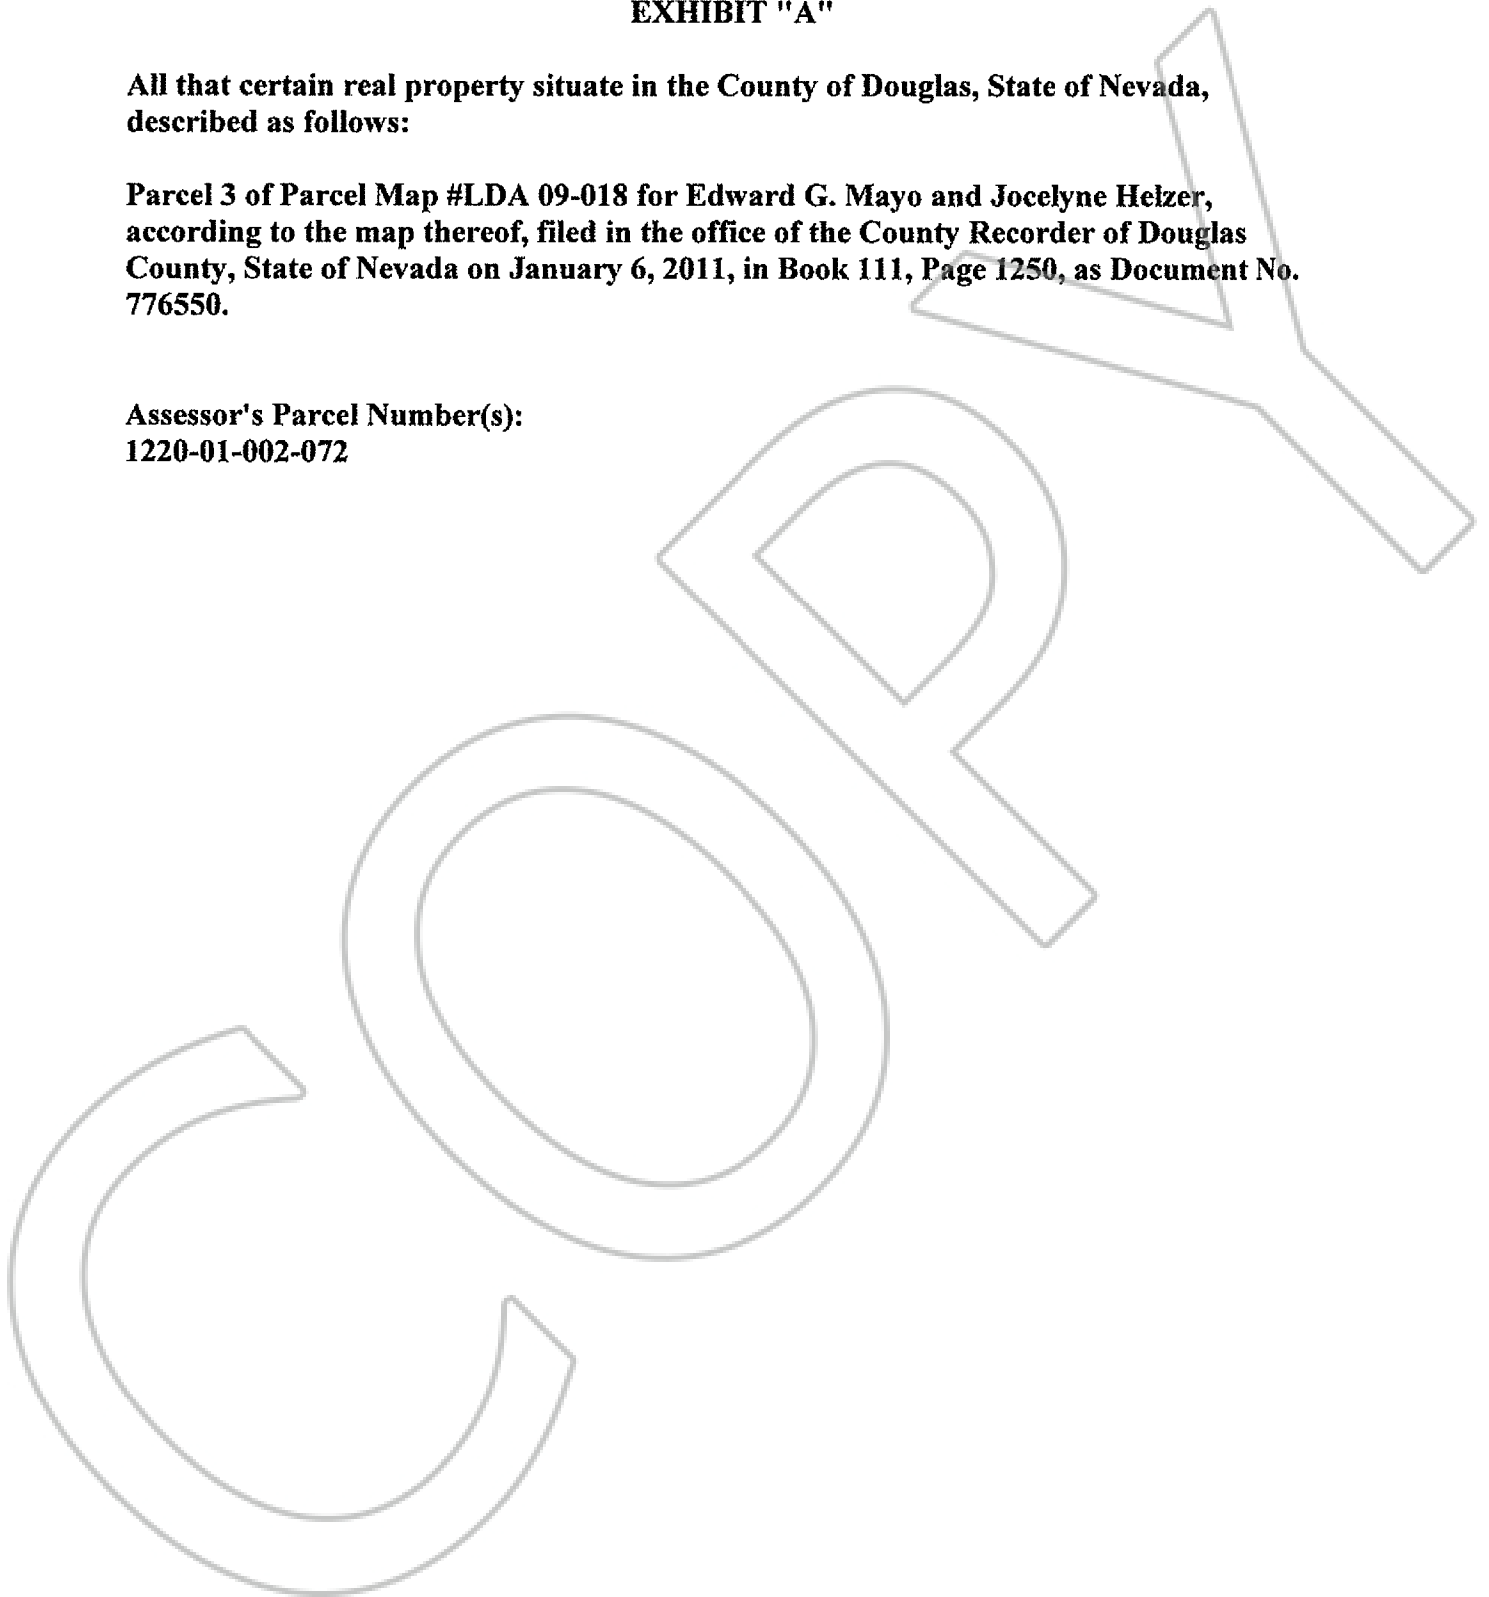 EXHIBIT "A"
All that certain real property situate in the County of Douglas, State of Nevada,
described as follows:
Parcel 3 of Parcel Map #LDA 09-018 for Edward G. Mayo and Jocelyne Helzer,
according to the map thereof, filed in the office of the County Recorder of Douglas
County, State of Nevada on January 6, 2011, in Book 111, Page 1250, as Document No.
776550.
Assessor's Parcel Number(s):
1220-01-002-072
COPY